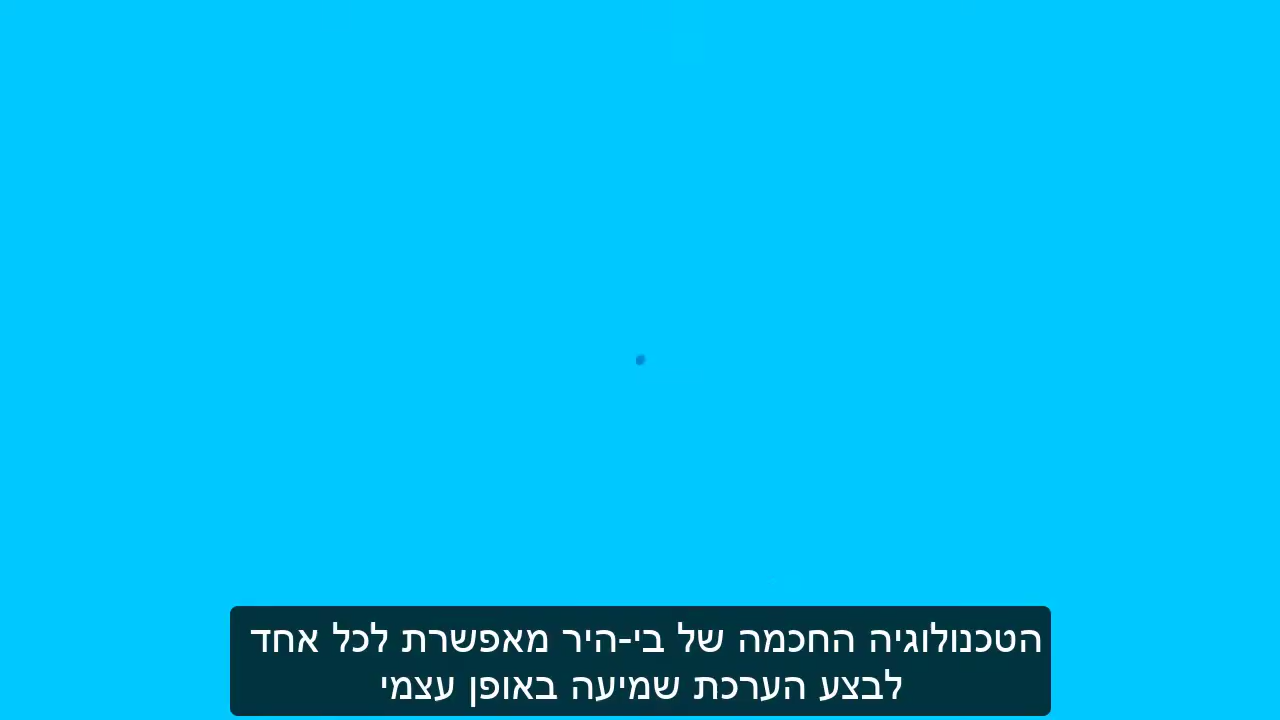 הטכנולוגיה החכמה של בי-היר מאפשרת לכל אחד
לבצע הערכת שמיעה באופן עצמי